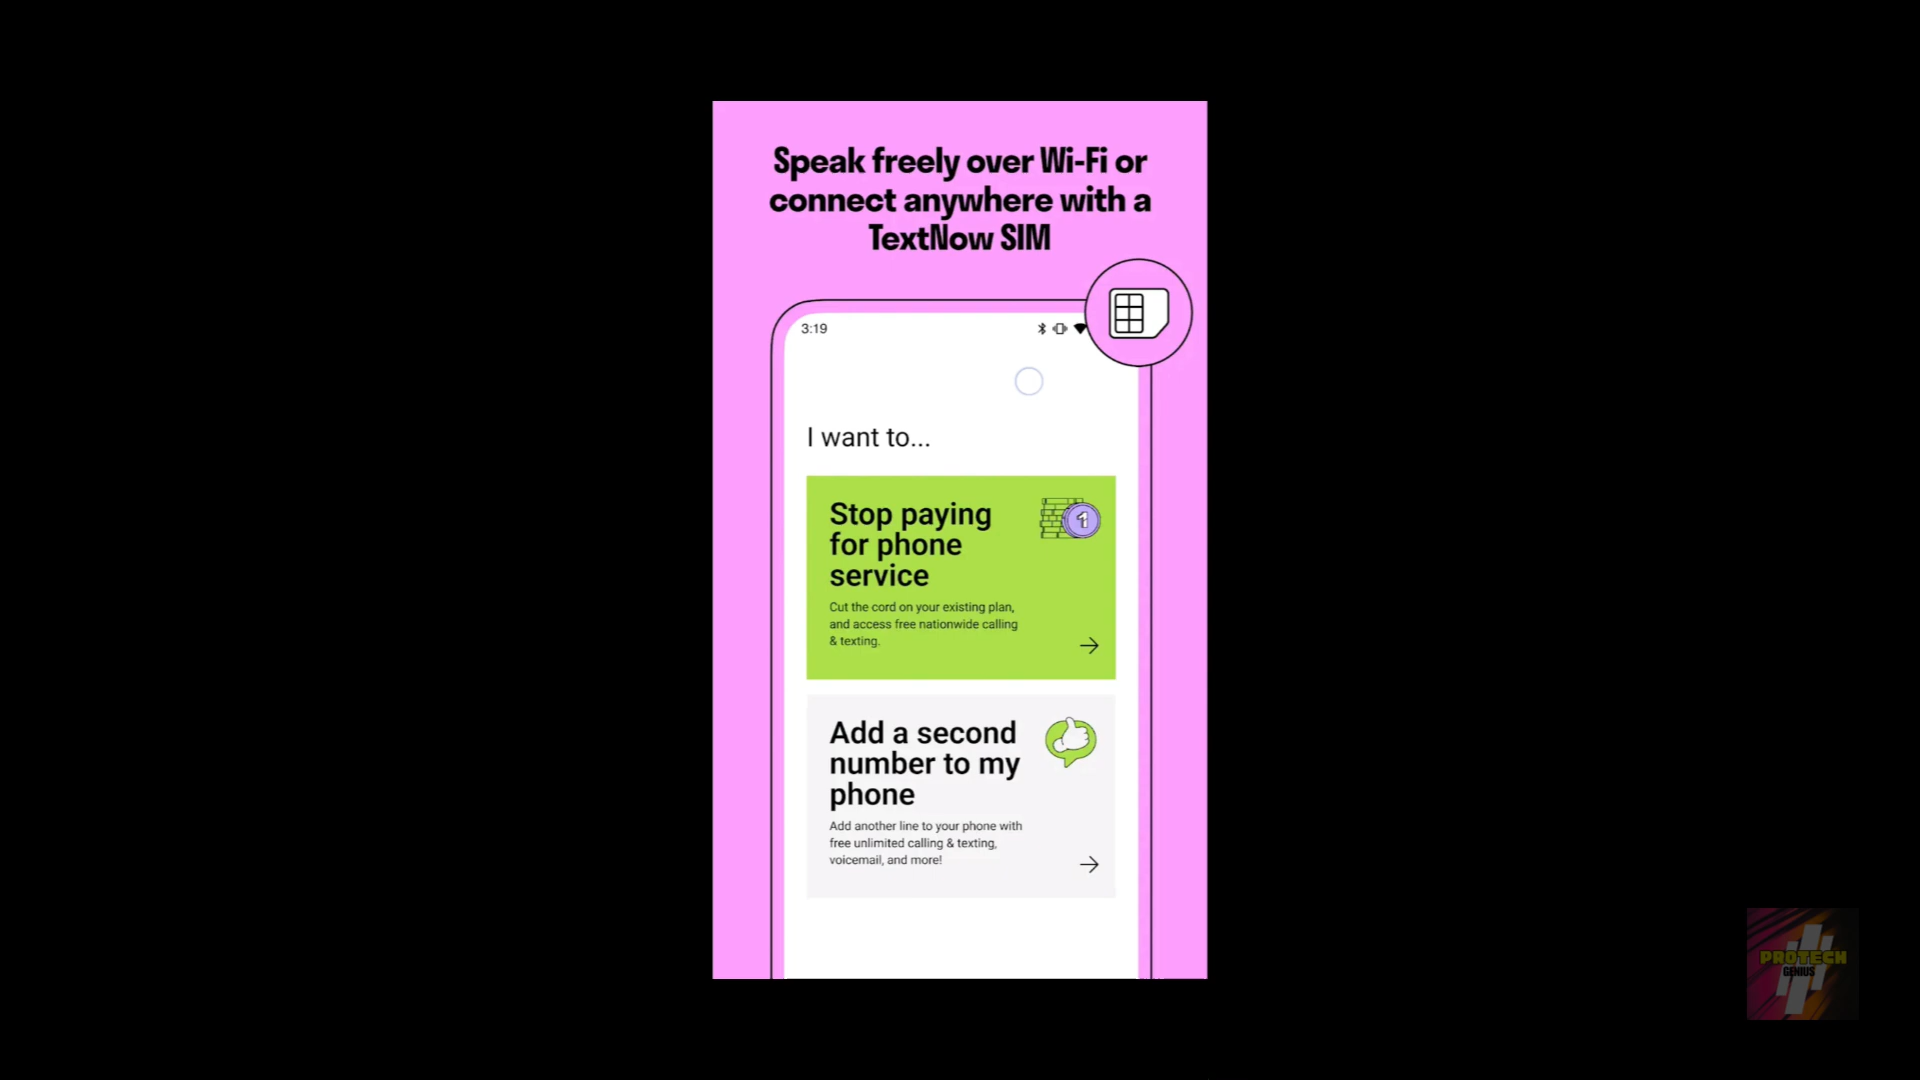 Speak freely over Wi-Fi or
connect anywhere with a
TextNow SIM
3:19
I want to...
Stop paying
for phone
service
1
Cut the cord on your existing plan,
and access free nationwide calling
& texting.
Add a second
number to my
phone
Add another line to your phone with
free unlimited calling & texting,
voicemail, and more!
PROTECH
GENIUS